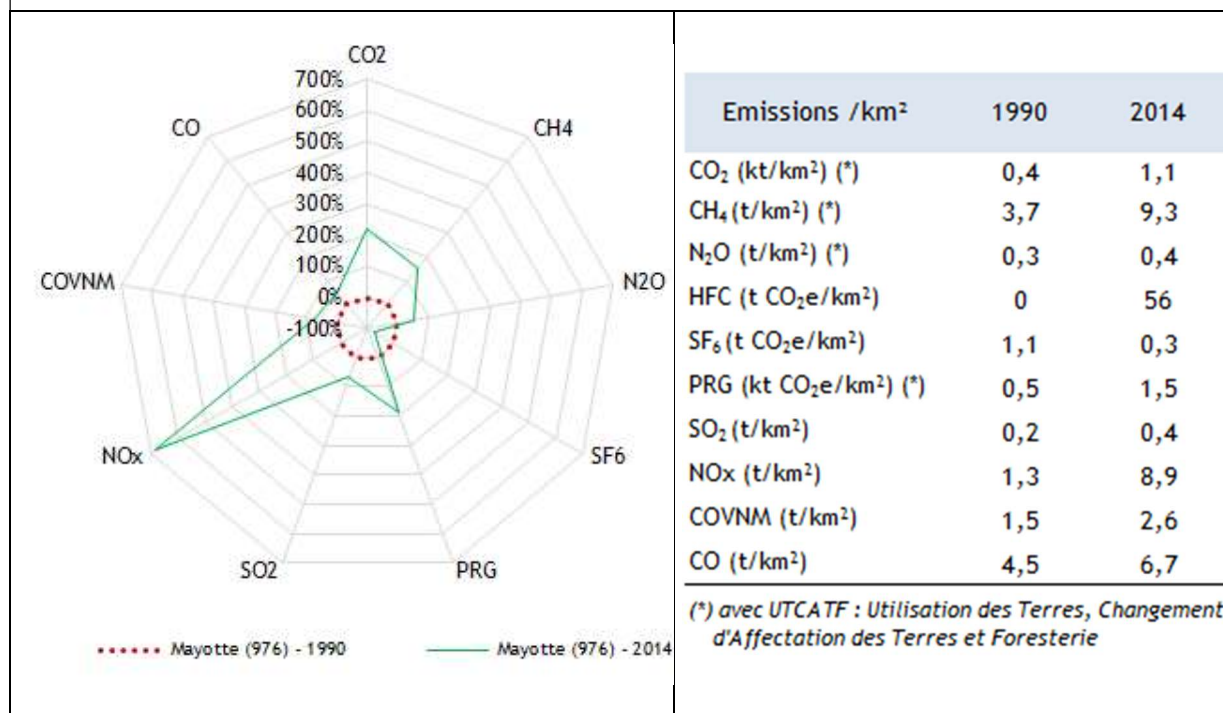 CO2
700%
600%
500%
400%
300%
200%
100%
0%
-100%
CH4
N2O
SF6
PRG
SO2
NOx
COVNM
CO
Mayotte (976) - 1990
Mayotte (976) - 2014
Emissions /km² 1990 2014
CO₂ (kt/km²) (*) 0,4 1,1
CH₄ (t/km²) (*) 3,7 9,3
N₂O (t/km²) (*) 0,3 0,4
HFC (t CO₂e/km²) 0 56
SF₆ (t CO₂e/km²) 1,1 0,3
PRG (kt CO₂e/km²) (*) 0,5 1,5
SO₂ (t/km²) 0,2 0,4
NOx (t/km²) 1,3 8,9
COVNM (t/km²) 1,5 2,6
CO (t/km²) 4,5 6,7
(*) avec UTCATF : Utilisation des Terres, Changement
d'Affectation des Terres et Foresterie